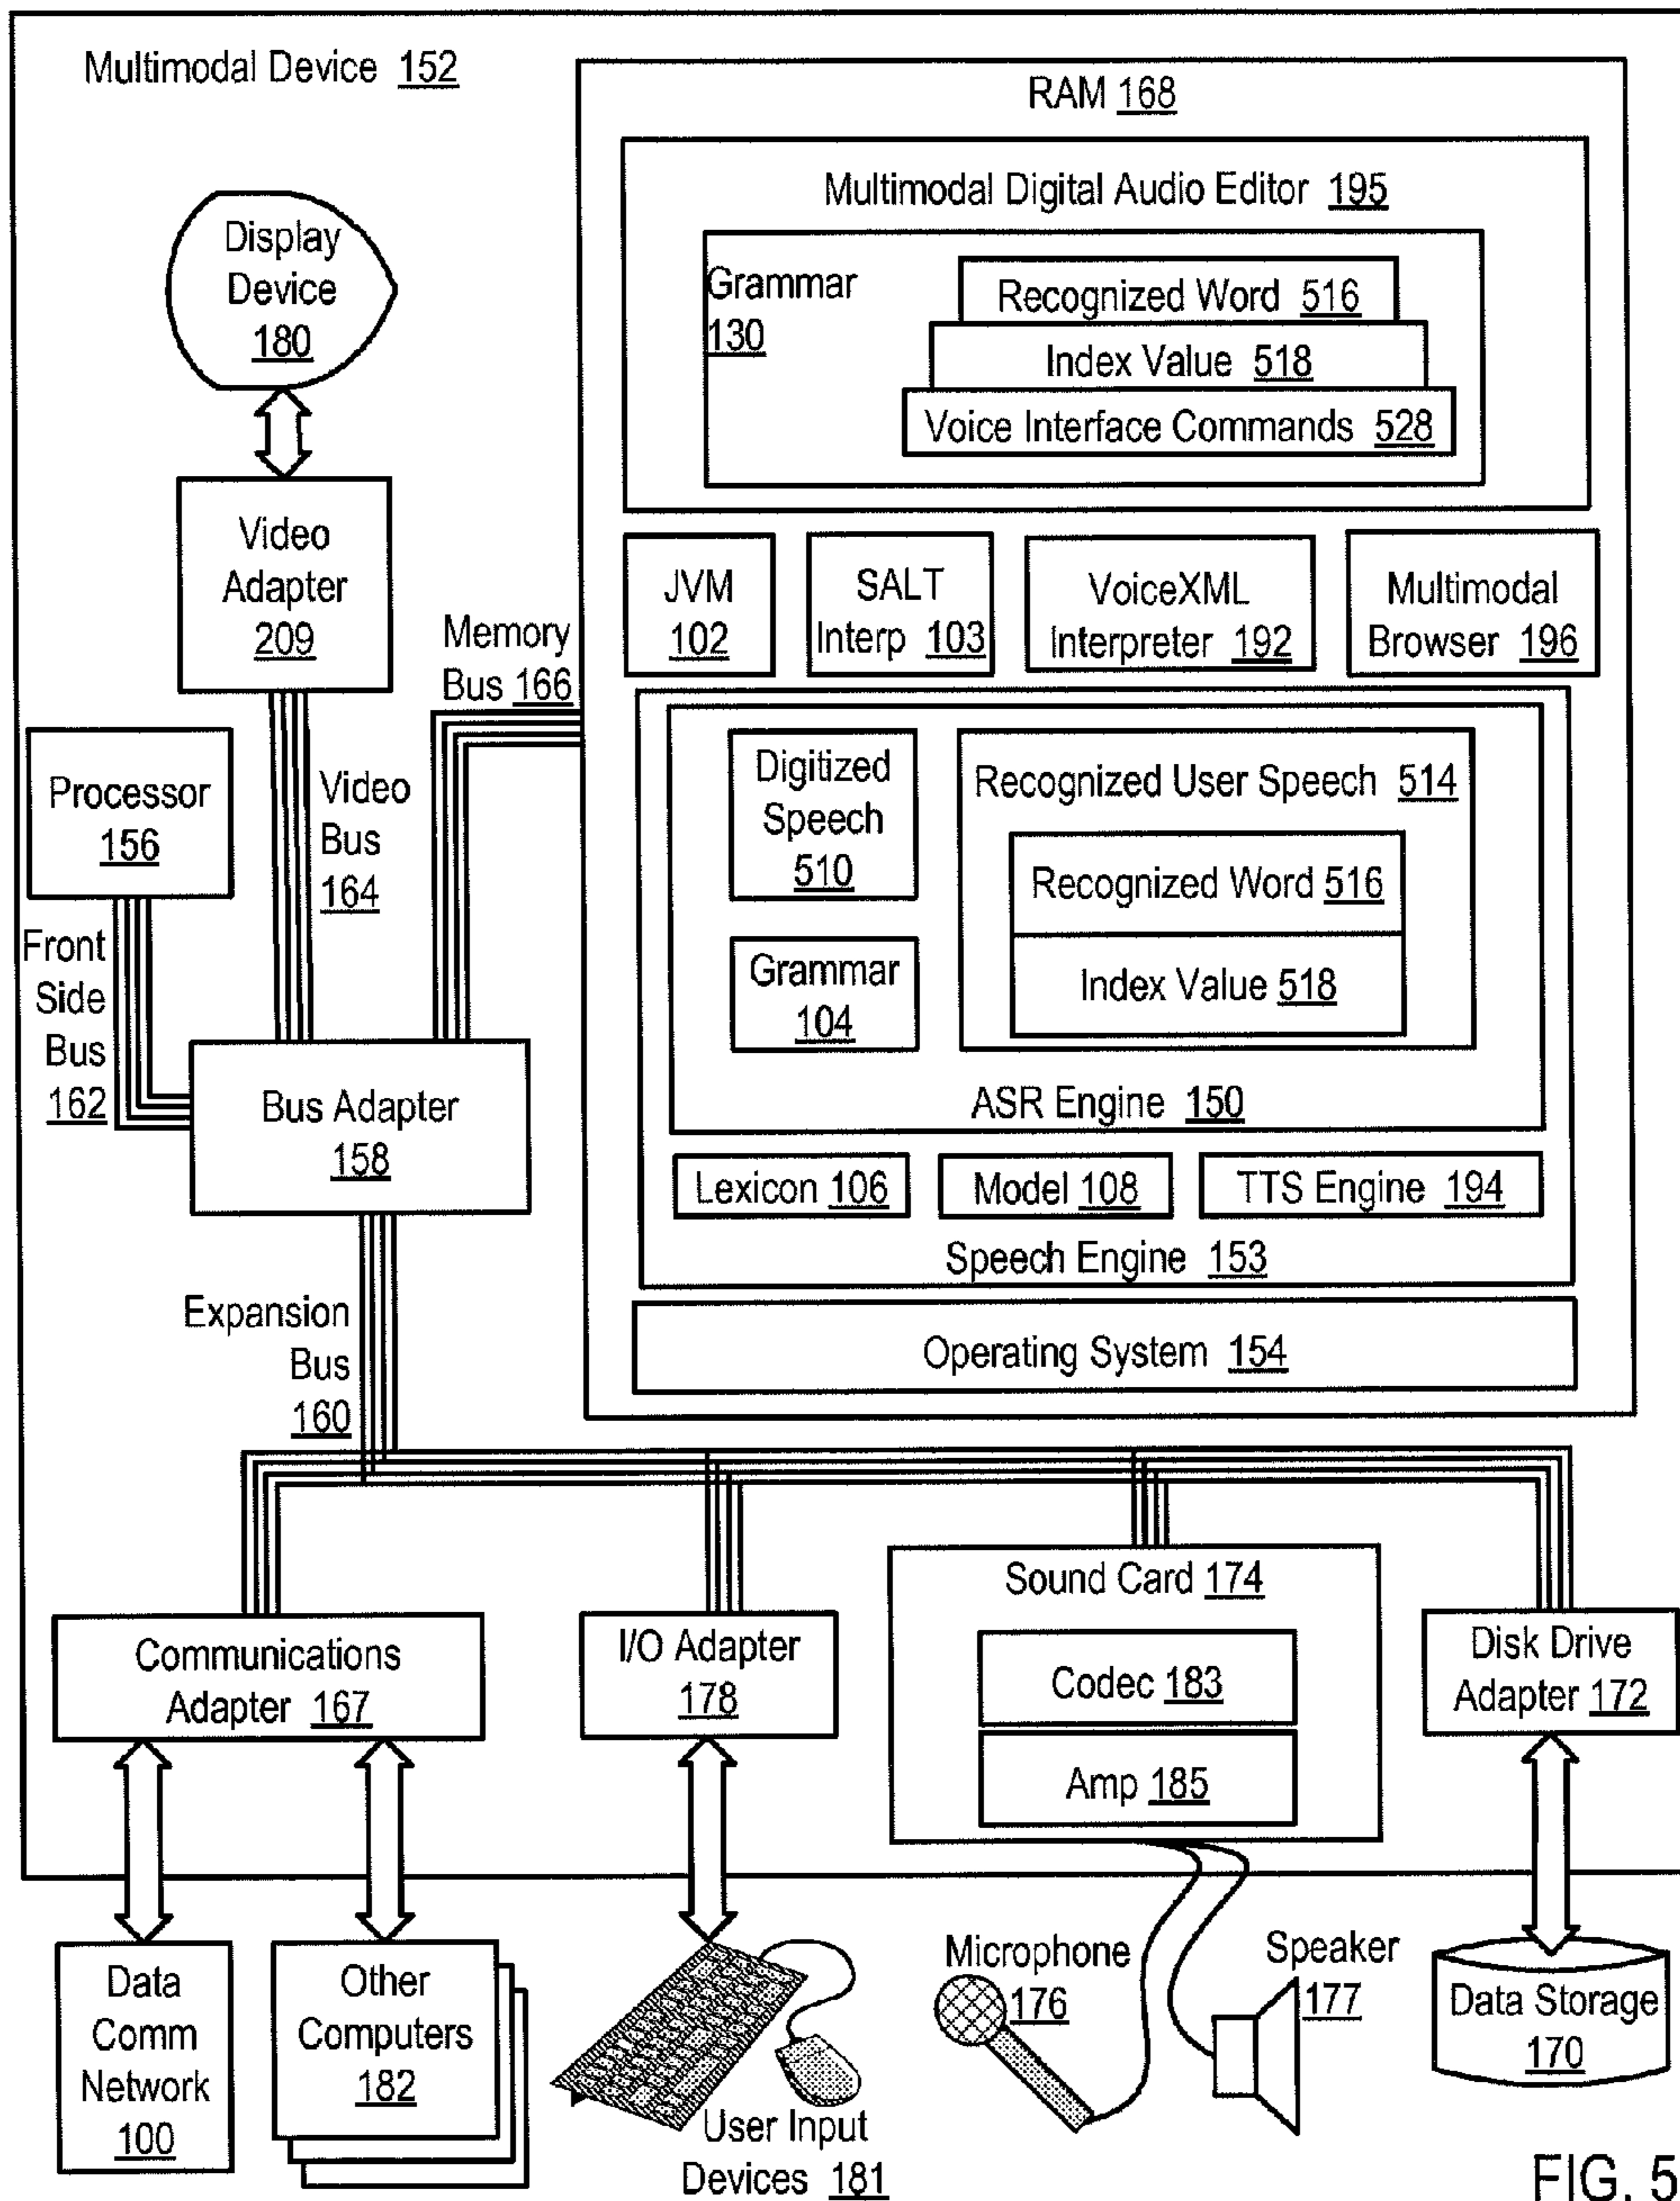 Multimodal Device 152
RAM 168
Multimodal Digital Audio Editor 195
Grammar
130
Recognized Word 516
Index Value 518
Voice Interface Commands 528
Display
Device
180
Video
Adapter
209
JVM
102
SALT
Interp 103
VoiceXML
Interpreter 192
Multimodal
Browser 196
Memory
Bus 166
Processor
156
Video
Bus
164
Digitized
Speech
510
Recognized User Speech 514
Recognized Word 516
Index Value 518
Grammar
104
ASR Engine 150
Front
Side
Bus
162
Bus Adapter
158
Lexicon 106
Model 108
TTS Engine 194
Speech Engine 153
Operating System 154
Expansion
Bus
160
Communications
Adapter 167
I/O Adapter
178
Sound Card 174
Codec 183
Amp 185
Disk Drive
Adapter 172
Data
Comm
Network
100
Other
Computers
182
User Input
Devices 181
Microphone
176
Speaker
177
Data Storage
170
FIG. 5